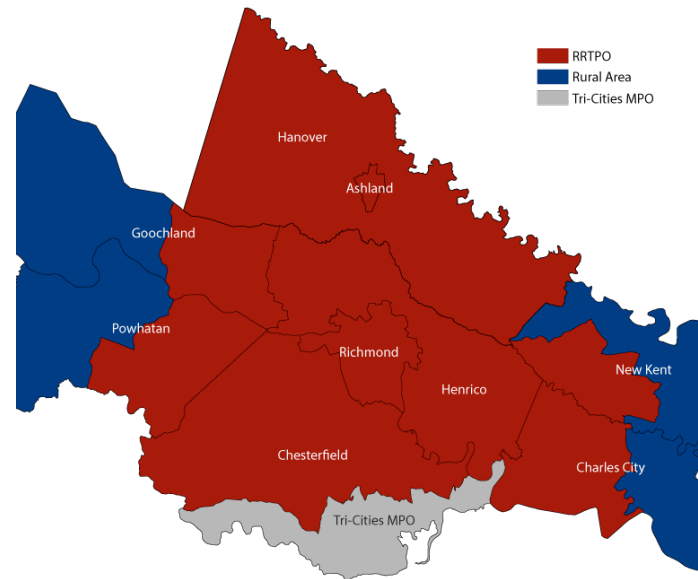 RRTPO
Rural Area
Tri-Cities MPO
Hanover
Ashland
Goochland
Powhatan
Richmond
New Kent
Henrico
Chesterfield
Charles City
Tri-Cities MPO